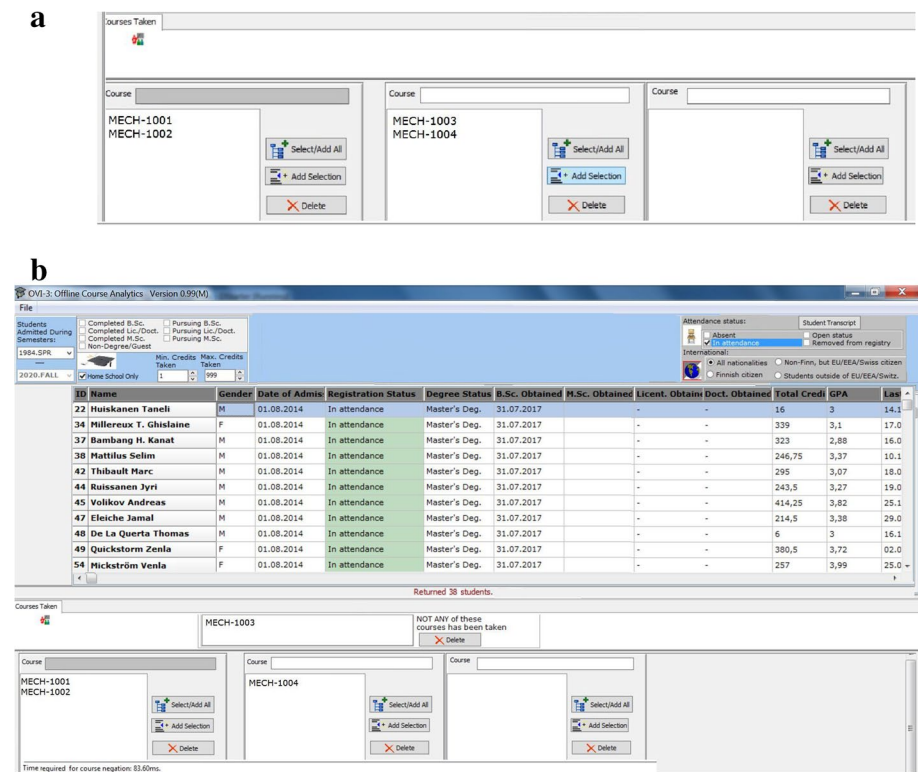 a
Courses Taken
Course
Course
Course
MECH-1001
MECH-1002
MECH-1003
MECH-1004
Select/Add All
Select/Add All
Select/Add All
Add Selection
Add Selection
Add Selection
Delete
Delete
Delete
b
OVI-3: Offline Course Analytics Version 0.99(M)
File
Students Admitted During Semesters:
1984.SPR
2020.FALL
Completed B.Sc.
Completed Lic./Doct.
Completed M.Sc.
Non-Degree/Guest
Pursuing B.Sc.
Pursuing Lic./Doct.
Pursuing M.Sc.
Home School Only
Min. Credits Taken
1
Max. Credits Taken
999
Attendance status:
Student Transcript
Absent
In attendance
Open status
Removed from registry
International:
All nationalities
Non-Finn, but EU/EEA/Swiss citizen
Finnish citizen
Students outside of EU/EEA/Switz.
ID Name Gender Date of Admis Registration Status Degree Status B.Sc. Obtained M.Sc. Obtained Licent. Obtain Doct. Obtained Total Credi GPA Las
22 Huiskanen Taneli M 01.08.2014 In attendance Master's Deg. 31.07.2017 - - 16 3 14.1
34 Millereux T. Ghislaine F 01.08.2014 In attendance Master's Deg. 31.07.2017 - - 339 3,1 17.0
37 Bambang H. Kanat M 01.08.2014 In attendance Master's Deg. 31.07.2017 - - 323 2,88 16.0
38 Mattilus Selim M 01.08.2014 In attendance Master's Deg. 31.07.2017 - - 246,75 3,37 10.1
42 Thibault Marc M 01.08.2014 In attendance Master's Deg. 31.07.2017 - - 295 3,07 18.0
44 Ruissanen Jyri M 01.08.2014 In attendance Master's Deg. 31.07.2017 - - 243,5 3,27 19.0
45 Volikov Andreas M 01.08.2014 In attendance Master's Deg. 31.07.2017 - - 414,25 3,82 25.1
47 Eleiche Jamal M 01.08.2014 In attendance Master's Deg. 31.07.2017 - - 214,5 3,38 29.0
48 De La Querta Thomas M 01.08.2014 In attendance Master's Deg. 31.07.2017 - - 6 3 16.1
49 Quickstorm Zenla F 01.08.2014 In attendance Master's Deg. 31.07.2017 - - 380,5 3,72 02.0
54 Mickström Venla F 01.08.2014 In attendance Master's Deg. 31.07.2017 - - 257 3,99 25.0
Returned 38 students.
Courses Taken
MECH-1003
NOT ANY of these
courses has been taken
Delete
Course
Course
Course
MECH-1001
MECH-1002
MECH-1004
Select/Add All
Select/Add All
Select/Add All
Add Selection
Add Selection
Add Selection
Delete
Delete
Delete
Time required for course negation: 83.60ms.